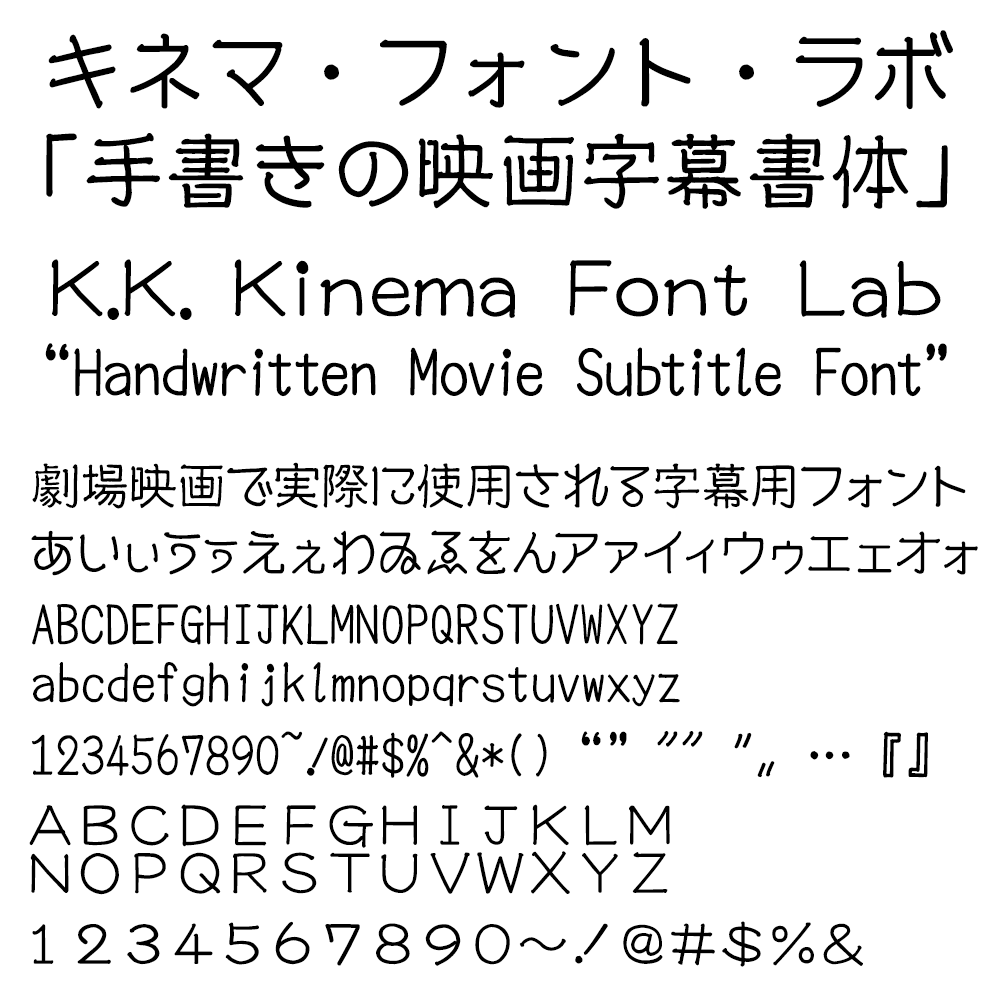 キネマ・フォント・ラボ
「手書きの映画字幕書体」
K.K. Kinema Font Lab
“Handwritten Movie Subtitle Font”
劇場映画で実際に使用される字幕用フォント
あいぃうぅえぇわゐゑをんアァイィウゥエェオォ
ABCDEFGHIJKLMNOPQRSTUVWXYZ
abcdefghijklmnopqrstuvwxyz
1234567890~!@#$%^&*() “” 〃〃 〃〟 … 『』
ABCDEFGHIJKLM
NOPQRSTUVWXYZ
1234567890～!@#$%&